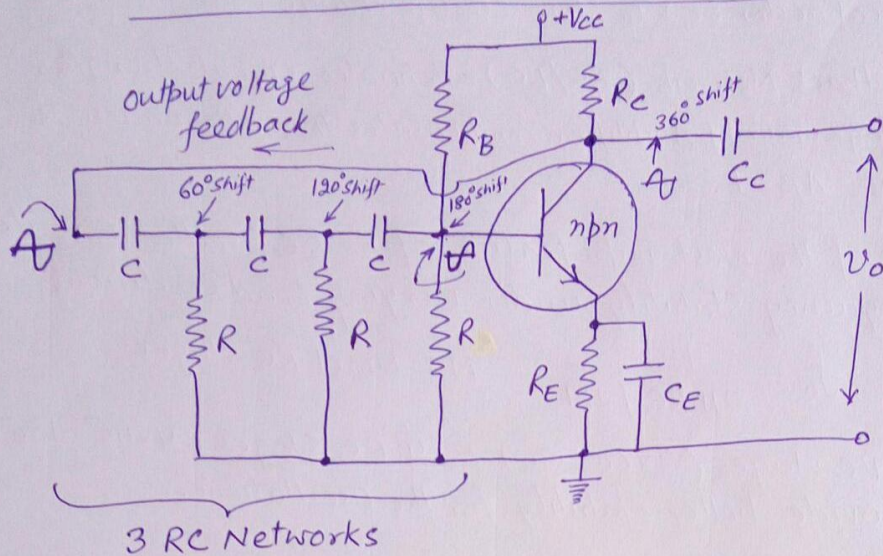 +Vcc
output voltage
feedback
RC
360° shift
RB
CC
60° shift
120° shift
180° shift
npn
C
C
C
vo
R
R
R
RE
CE
3 RC Networks